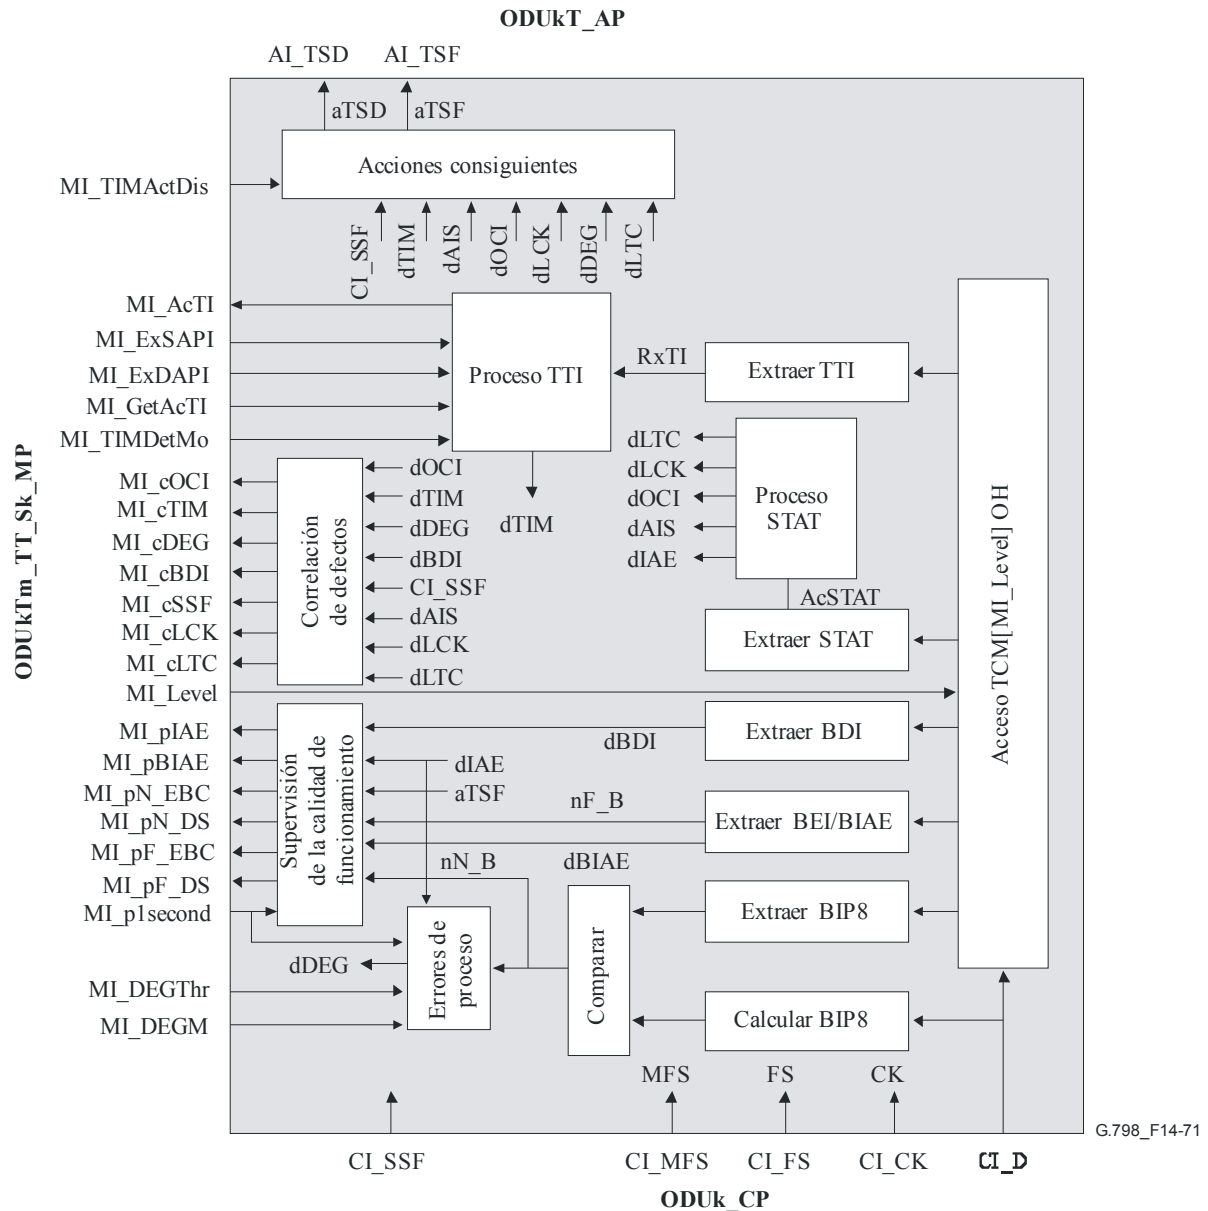 ODUkT_AP
AI_TSD
AI_TSF
aTSD
aTSF
Acciones consiguientes
MI_TIMActDis
CI_SSF
dTIM
dAIS
dOCI
dLCK
dDEG
dLTC
MI_AcTI
MI_ExSAPI
MI_ExDAPI
MI_GetAcTI
MI_TIMDetMo
Proceso TTI
RxTI
Extraer TTI
dTIM
dLTC
dLCK
dOCI
dAIS
dIAE
Proceso
STAT
AcSTAT
Extraer STAT
Acceso TCM[MI_Level] OH
ODUkTm_TT_Sk_MP
MI_cOCI
MI_cTIM
MI_cDEG
MI_cBDI
MI_cSSF
MI_cLCK
MI_cLTC
MI_Level
Correlación
de defectos
dOCI
dTIM
dDEG
dBDI
CI_SSF
dAIS
dLCK
dLTC
MI_pIAE
MI_pBIAE
MI_pN_EBC
MI_pN_DS
MI_pF_EBC
MI_pF_DS
MI_p1second
Supervisión
de la calidad de
funcionamiento
dBDI
Extraer BDI
dIAE
aTSF
nF_B
Extraer BEI/BIAE
dBIAE
nN_B
Extraer BIP8
dDEG
Errores de
proceso
Comparar
Calcular BIP8
MI_DEGThr
MI_DEGM
MFS
FS
CK
G.798_F14-71
CI_SSF
CI_MFS
CI_FS
CI_CK
CI_D
ODUk_CP